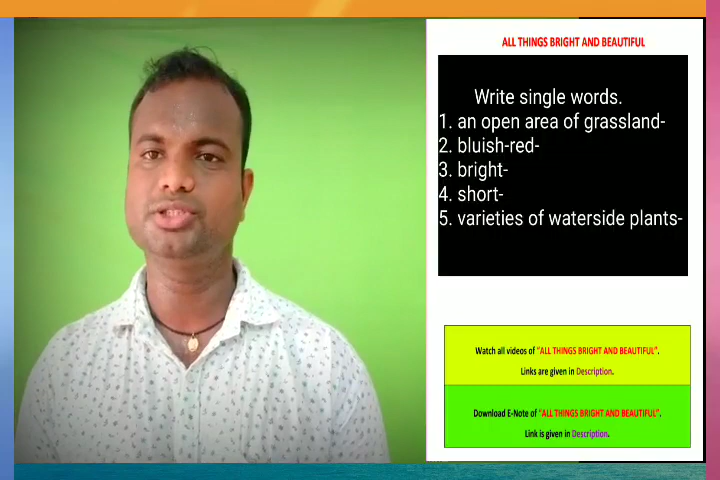 ALL THINGS BRIGHT AND BEAUTIFUL
Write single words.
1. an open area of grassland-
2. bluish-red-
3. bright-
4. short-
5. varieties of waterside plants-
Watch all videos of “ALL THINGS BRIGHT AND BEAUTIFUL”.
Links are given in Description.
Download E-Note of “ALL THINGS BRIGHT AND BEAUTIFUL”.
Link is given in Description.